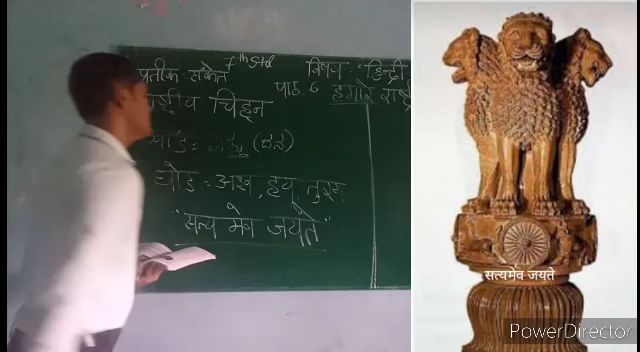 प्रतीक: संकेत 7th Std विषय: हिन्दी
पाठ. 6 हमारे राष्ट्
चिह्न
घोडे = अश्व, हय, तुरग
"सत्य मेव जयते"
सत्यमेव जयते
PowerDirector